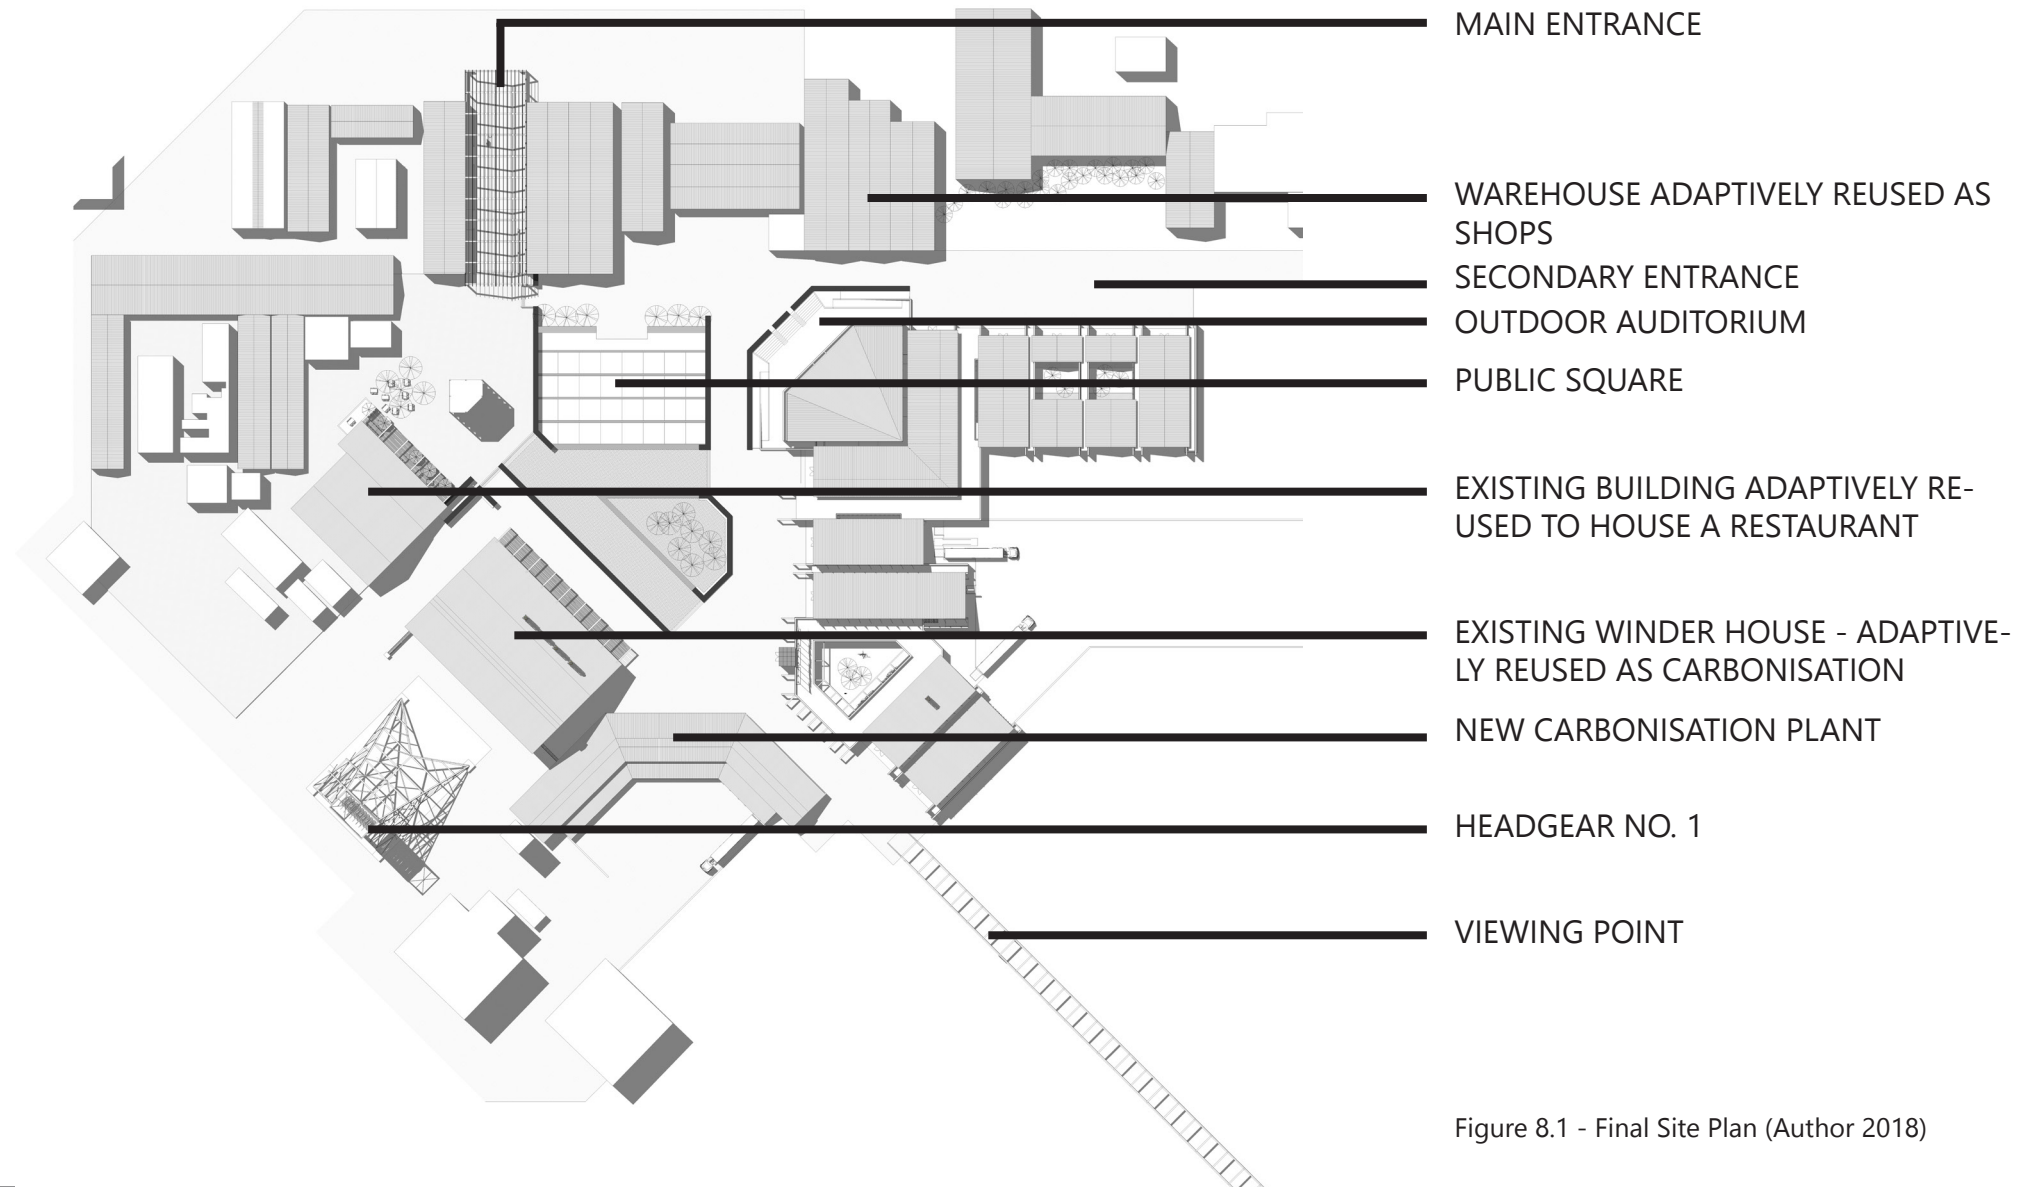 MAIN ENTRANCE
WAREHOUSE ADAPTIVELY REUSED AS
SHOPS
SECONDARY ENTRANCE
OUTDOOR AUDITORIUM
PUBLIC SQUARE
EXISTING BUILDING ADAPTIVELY RE-
USED TO HOUSE A RESTAURANT
EXISTING WINDER HOUSE - ADAPTIVE-
LY REUSED AS CARBONISATION
NEW CARBONISATION PLANT
HEADGEAR NO. 1
VIEWING POINT
Figure 8.1 - Final Site Plan (Author 2018)